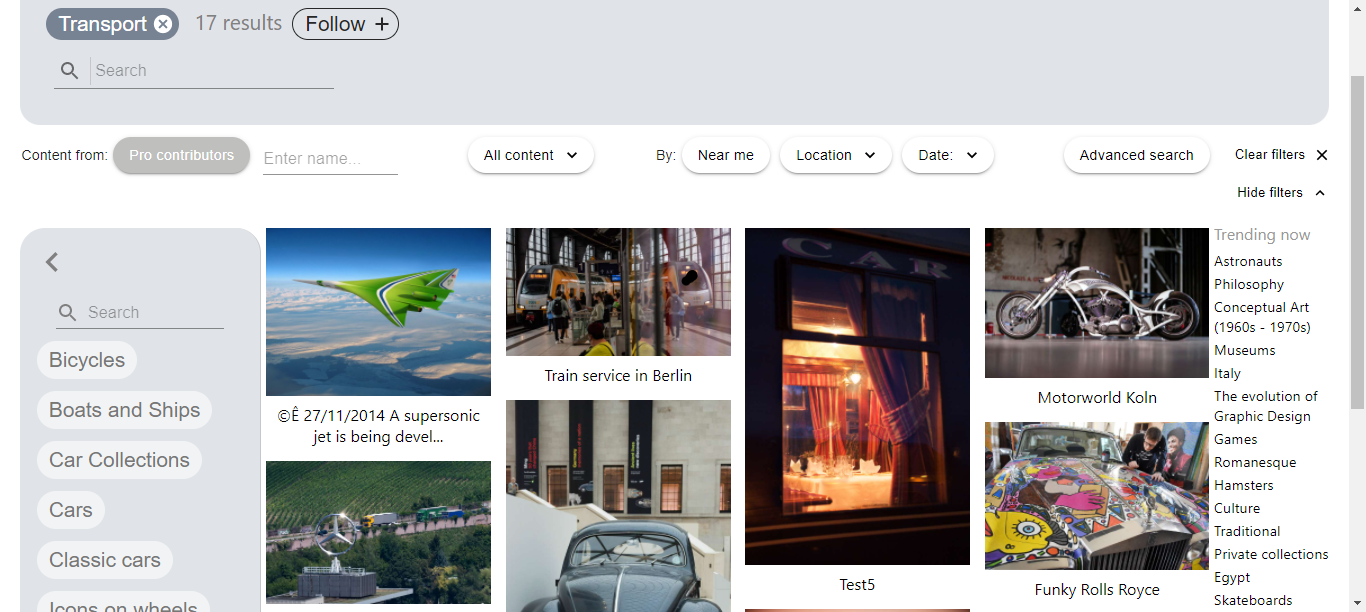 Transport
17 results
Follow +
Search
Content from:
Pro contributors
Enter name...
All content
By:
Near me
Location
Date:
Advanced search
Clear filters
Hide filters
Search
Bicycles
Boats and Ships
Car Collections
Cars
Classic cars
Icons on wheels
©Ê 27/11/2014 A supersonic
jet is being devel...
Train service in Berlin
CAR
Test5
Motorworld Koln
Funky Rolls Royce
Trending now
Astronauts
Philosophy
Conceptual Art
(1960s - 1970s)
Museums
Italy
The evolution of
Graphic Design
Games
Romanesque
Hamsters
Culture
Traditional
Private collections
Egypt
Skateboards